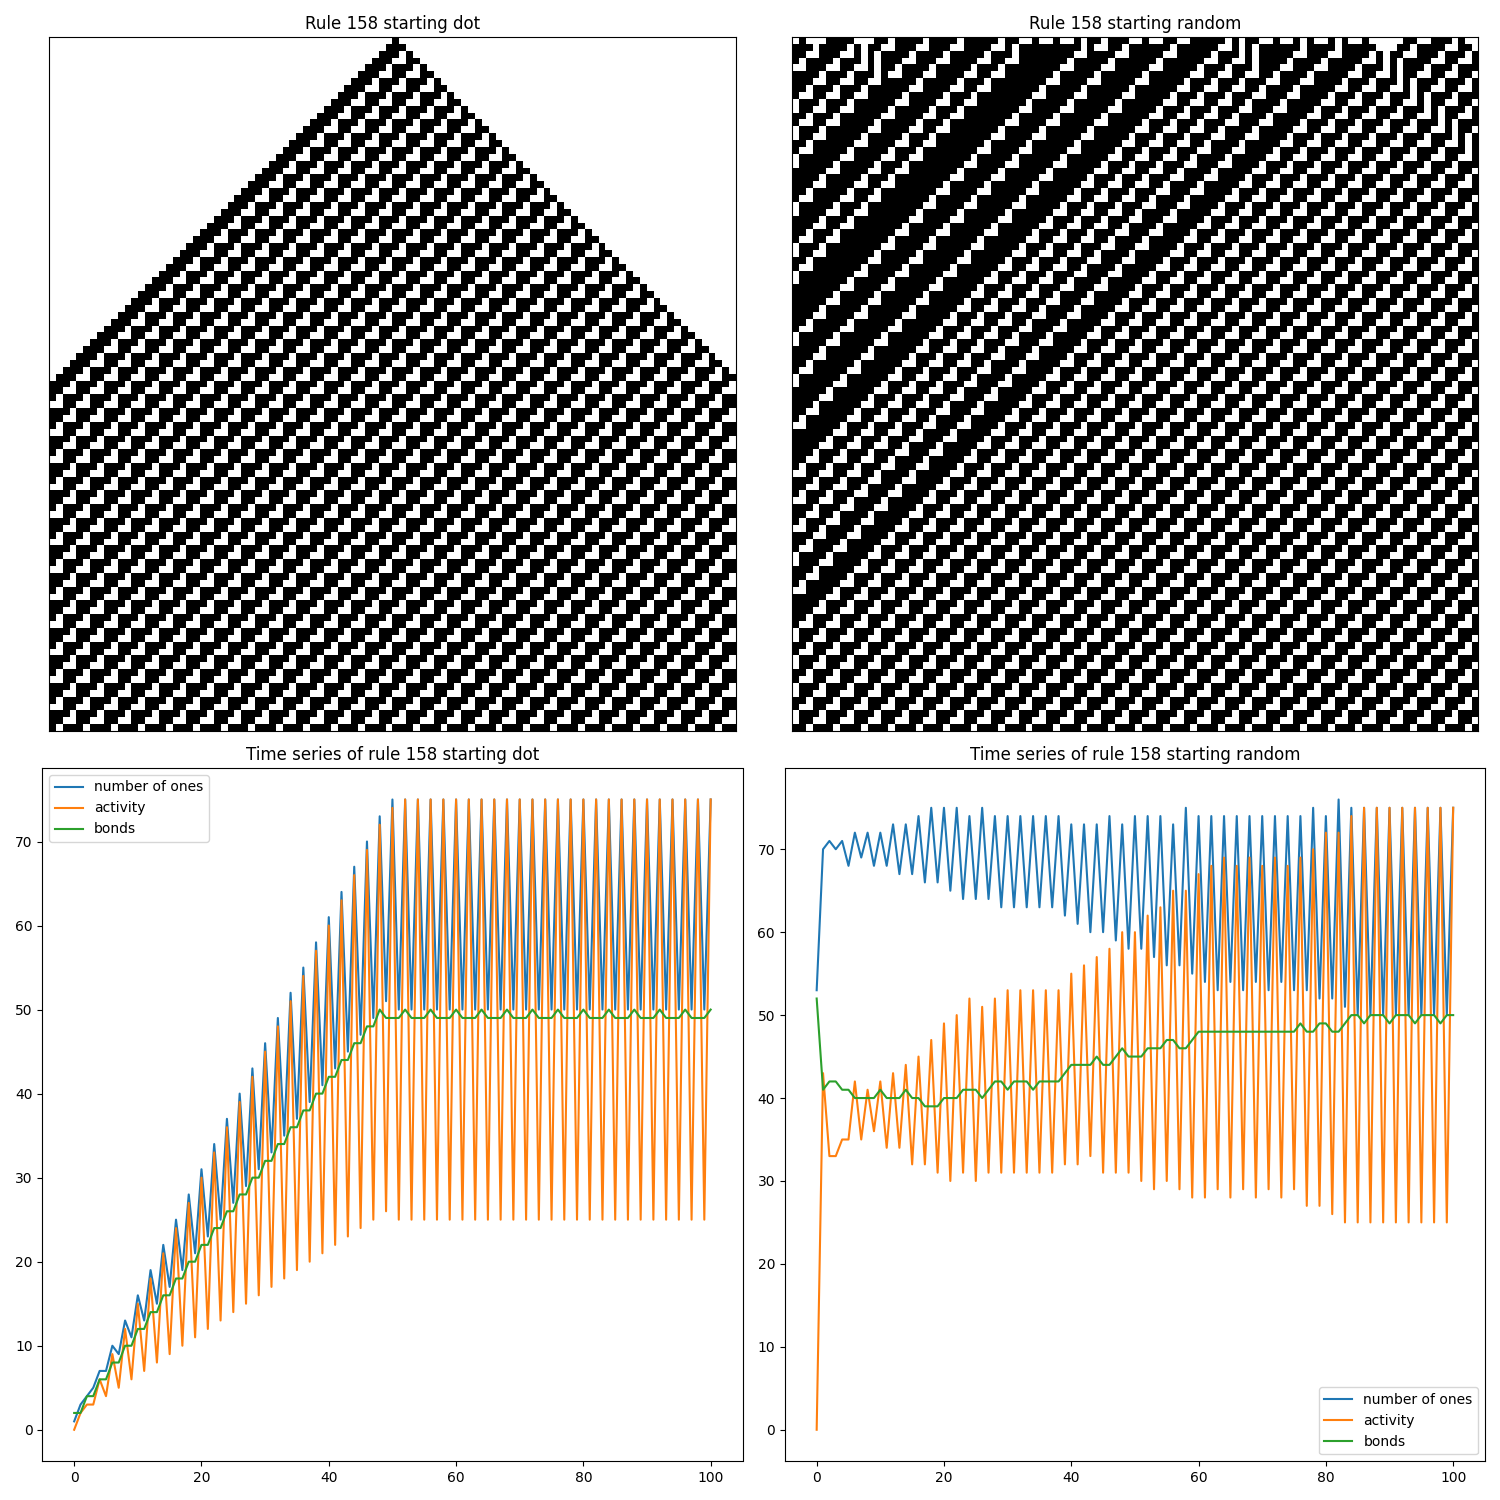 Rule 158 starting dot
Rule 158 starting random
Time series of rule 158 starting dot
number of ones
activity
bonds
70
60
50
40
30
20
10
0
0 20 40 60 80 100
Time series of rule 158 starting random
70
60
50
40
30
20
10
0
number of ones
activity
bonds
0 20 40 60 80 100